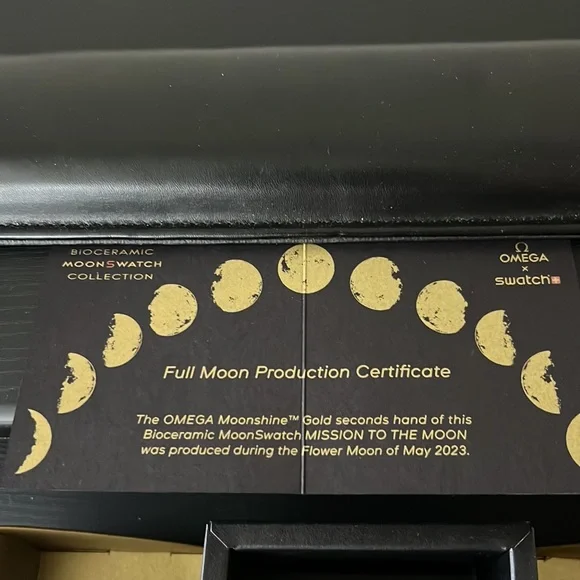 BIOCERAMIC
MOONSWATCH
COLLECTION
Ω
OMEGA
x
swatch
Full Moon Production Certificate
The OMEGA Moonshine™ Gold seconds hand of this
Bioceramic MoonSwatch MISSION TO THE MOON
was produced during the Flower Moon of May 2023.